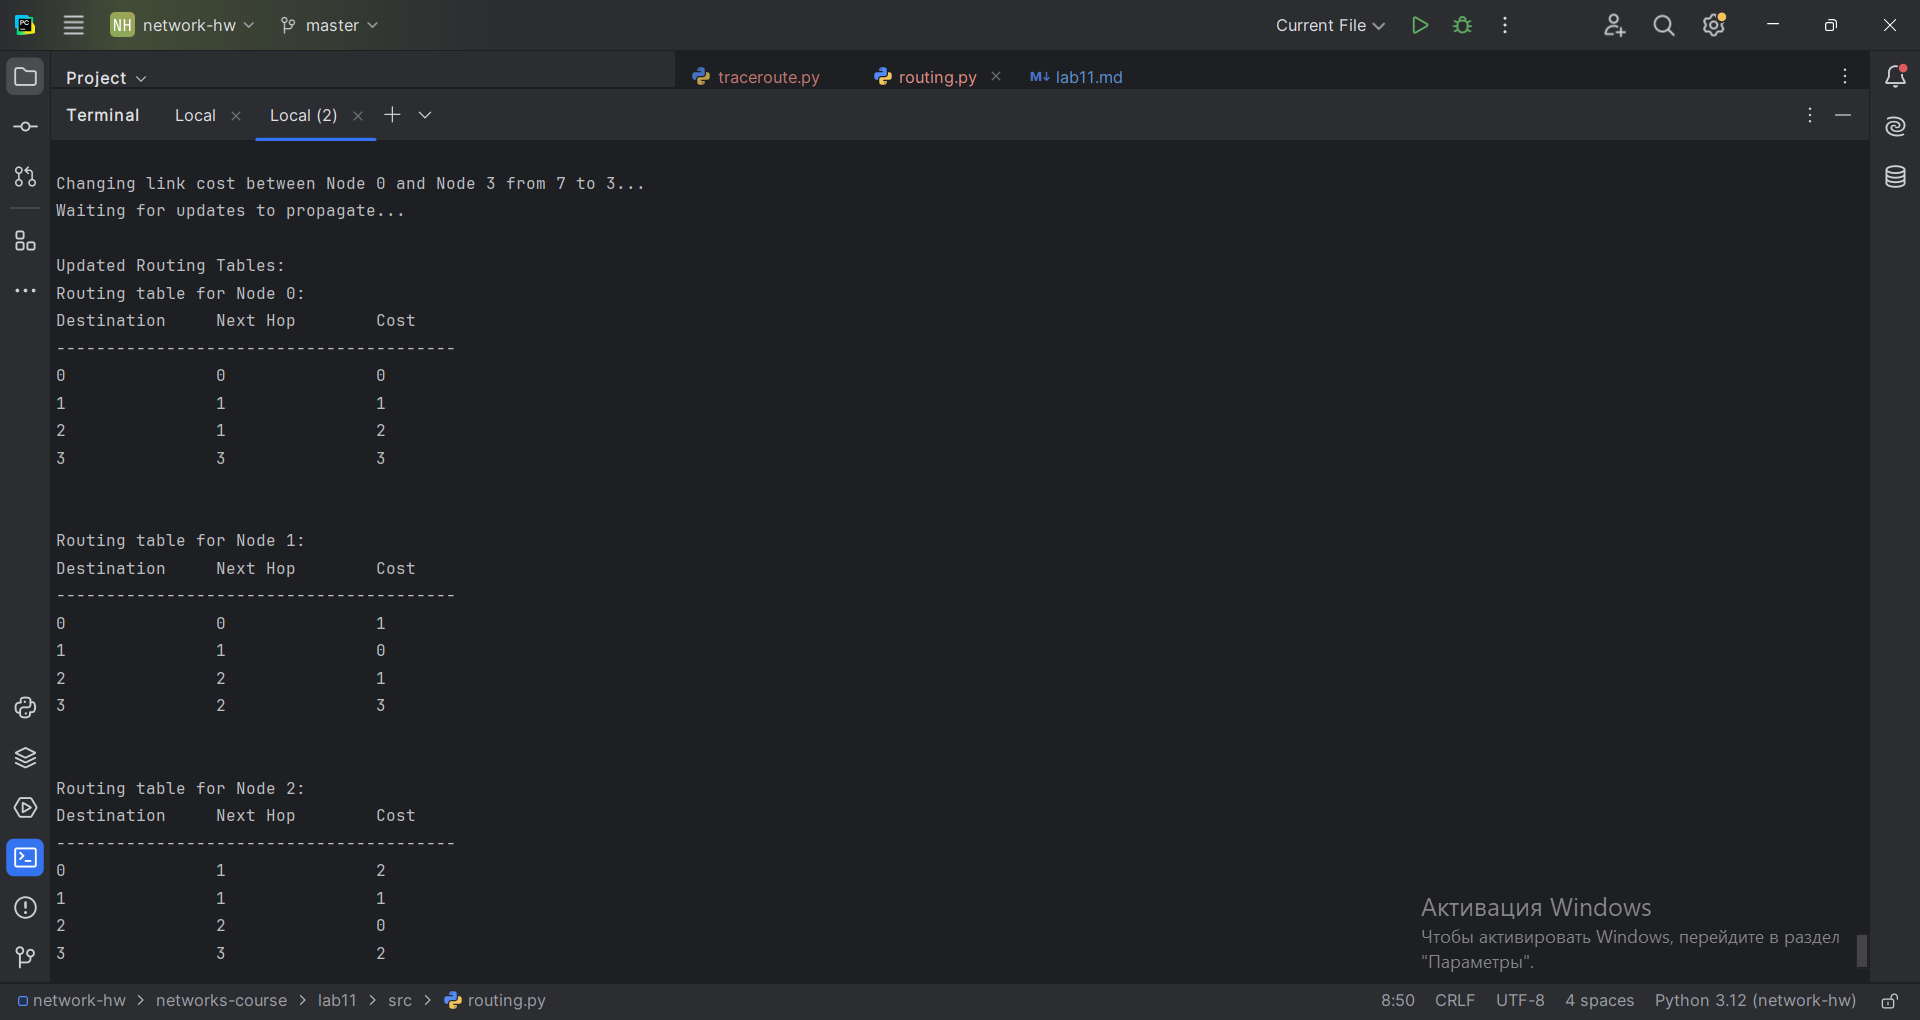 NH network-hw master Current File
Project traceroute.py routing.py lab11.md
Terminal Local Local (2)
Changing link cost between Node 0 and Node 3 from 7 to 3...
Waiting for updates to propagate...
Updated Routing Tables:
Routing table for Node 0:
Destination Next Hop Cost
----------------------------------------
0 0 0
1 1 1
2 1 2
3 3 3
Routing table for Node 1:
Destination Next Hop Cost
----------------------------------------
0 0 1
1 1 0
2 2 1
3 2 3
Routing table for Node 2:
Destination Next Hop Cost
----------------------------------------
0 1 2
1 1 1
2 2 0
3 3 2
Активация Windows
Чтобы активировать Windows, перейдите в раздел
"Параметры".
network-hw > networks-course > lab11 > src > routing.py 8:50 CRLF UTF-8 4 spaces Python 3.12 (network-hw)